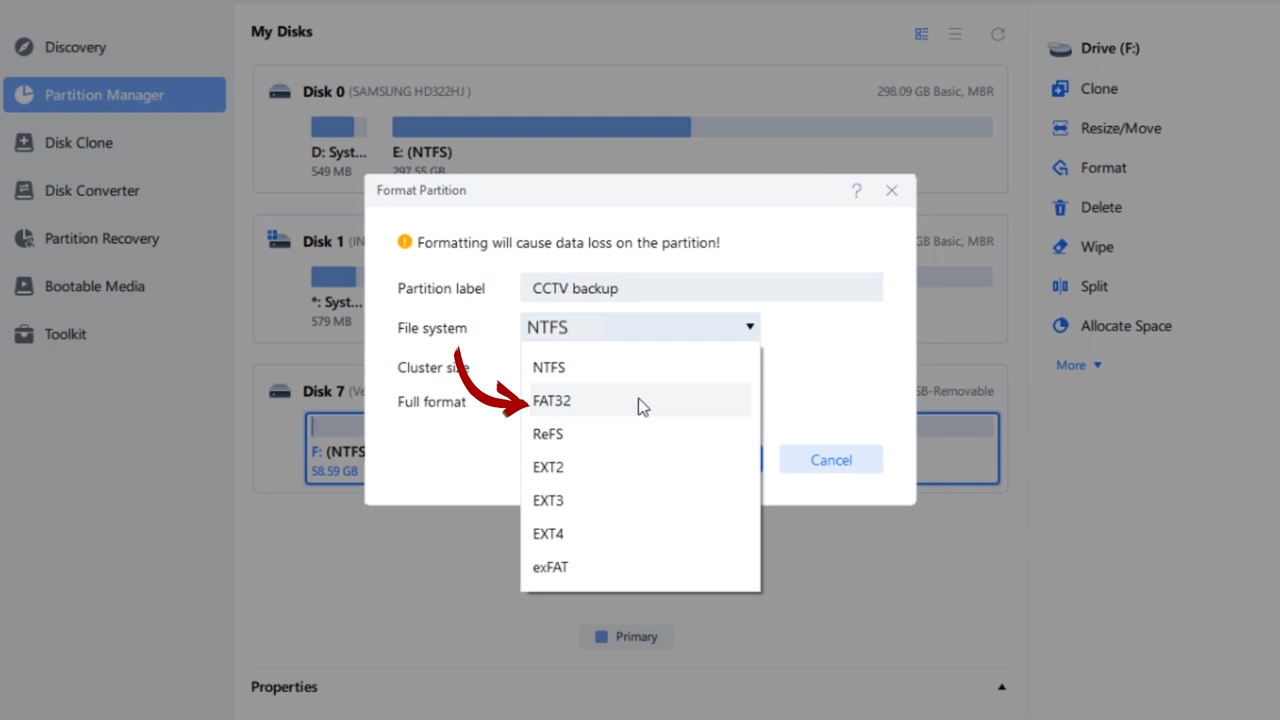 Discovery
Partition Manager
Disk Clone
Disk Converter
Partition Recovery
Bootable Media
Toolkit
My Disks
Disk 0 (SAMSUNG HD322HJ ) 298.09 GB Basic, MBR
D: Syst... E: (NTFS)
549 MB 297.55 GB
Disk 1 (IN GB Basic, MBR
*: Syst...
579 MB
Disk 7 (Ve SB-Removable
F: (NTFS
58.59 GB
Format Partition ?
Formatting will cause data loss on the partition!
Partition label CCTV backup
File system NTFS
Cluster size
Full format
NTFS
FAT32
ReFS
EXT2
EXT3
EXT4
exFAT
Cancel
Primary
Properties
Drive (F:)
Clone
Resize/Move
Format
Delete
Wipe
Split
Allocate Space
More